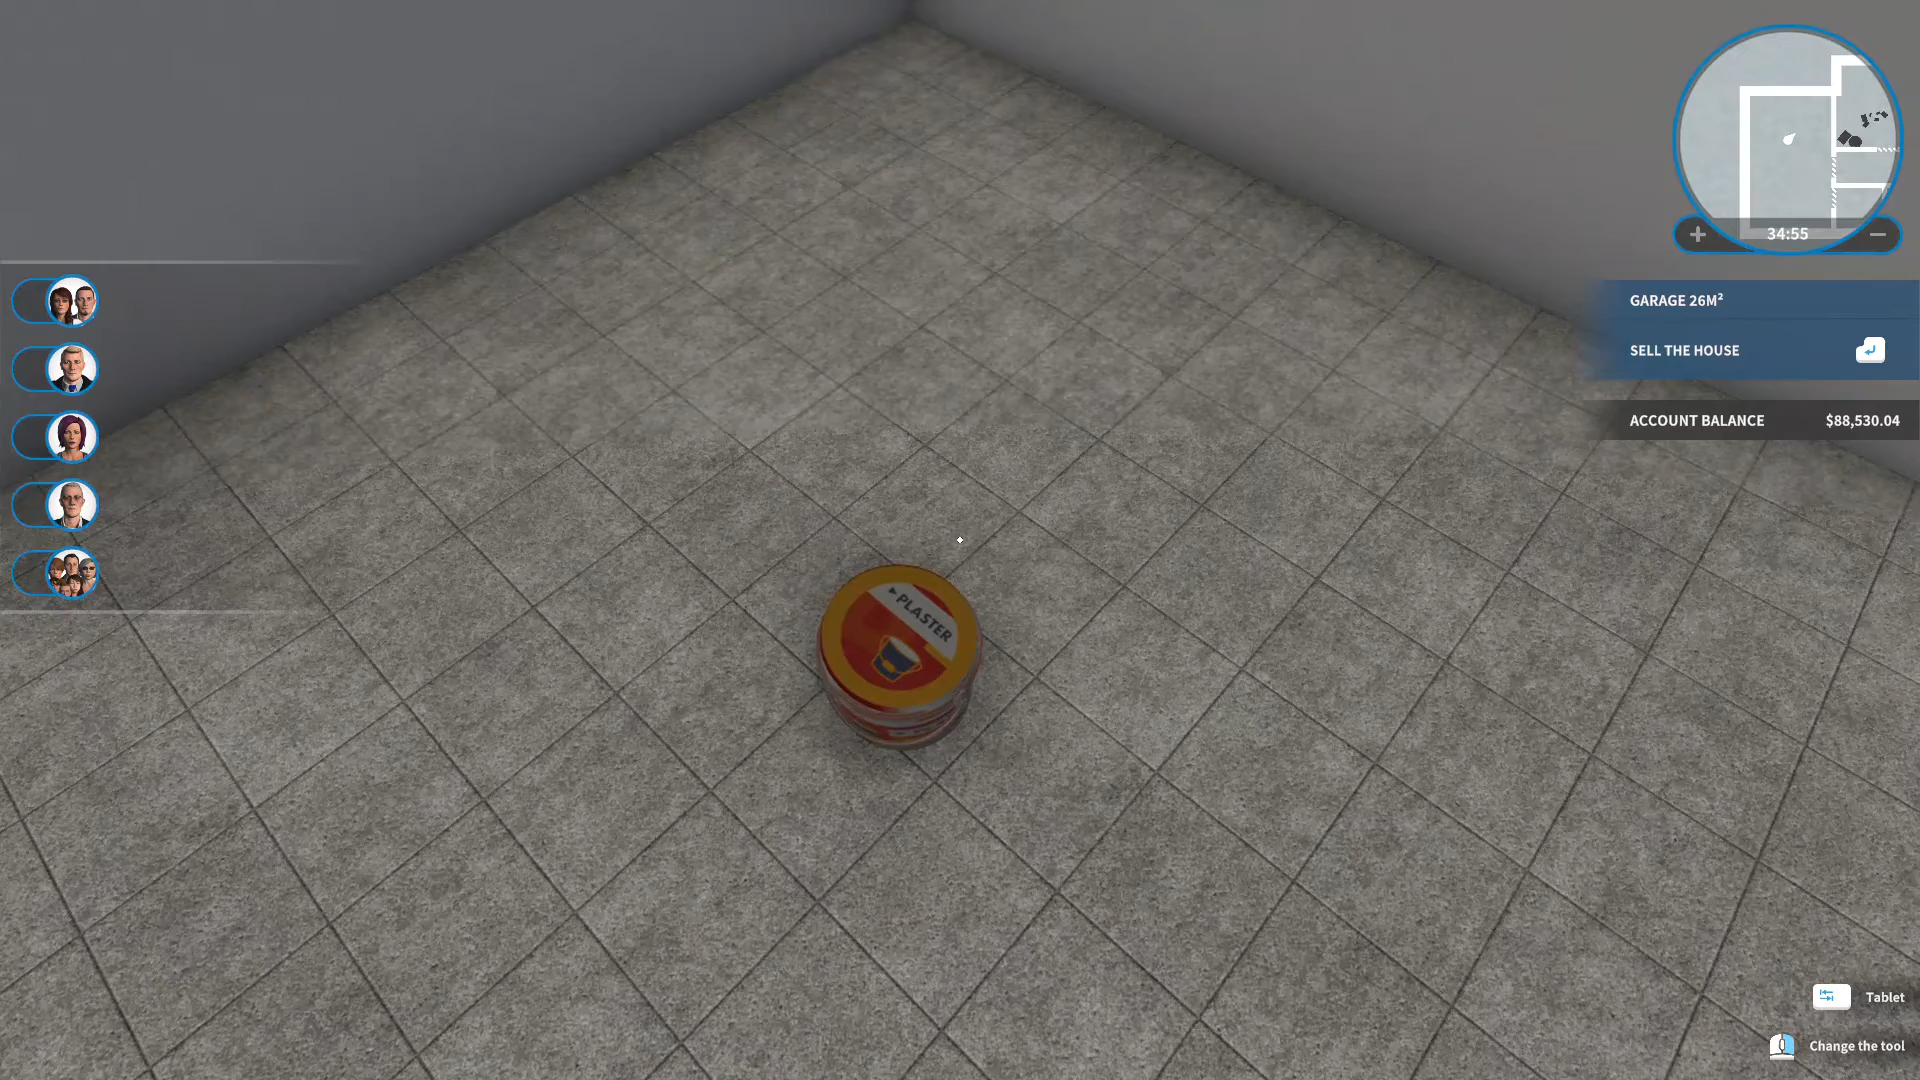 34:55
GARAGE 26M²
SELL THE HOUSE
ACCOUNT BALANCE $88,530.04
PLASTER
Tablet
Change the tool